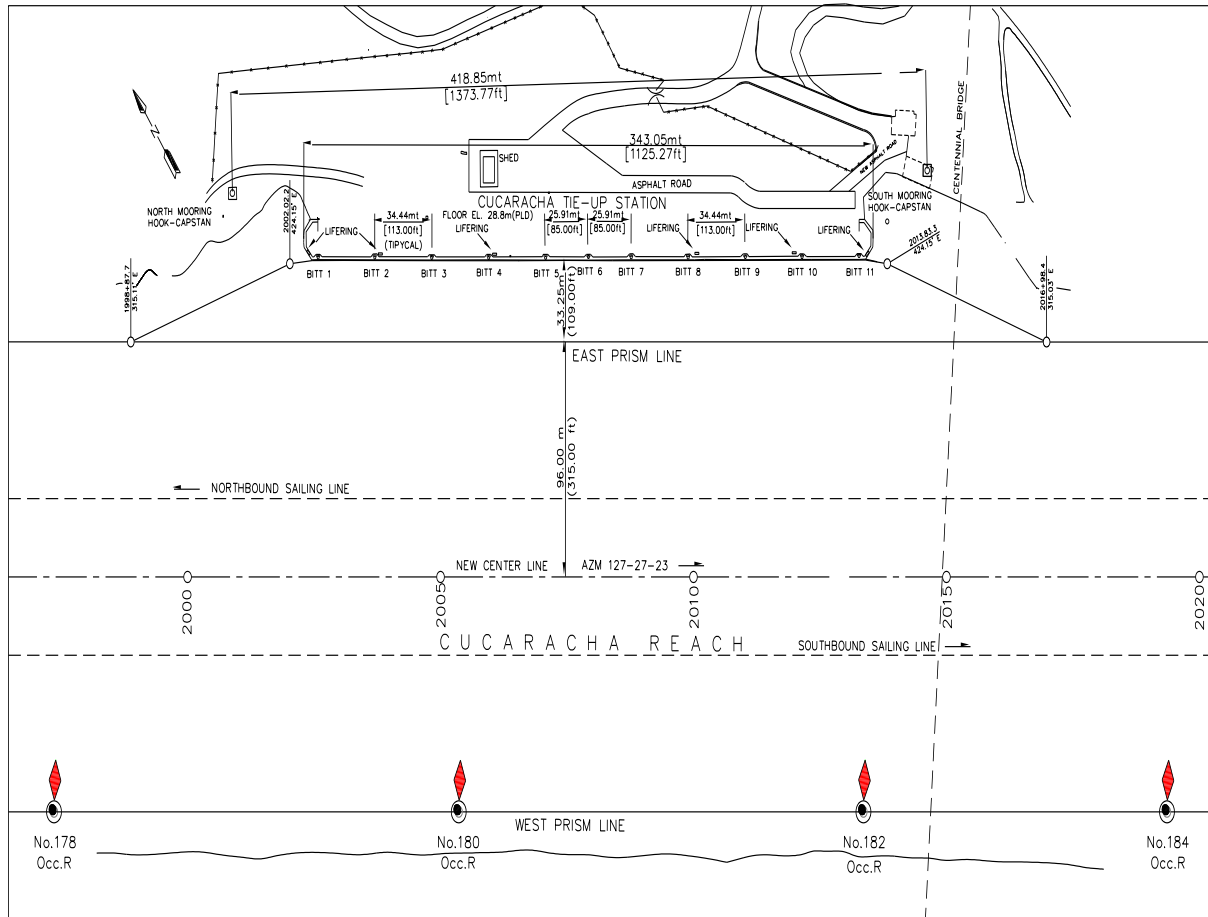 418.85mt
[1373.77ft]
CENTENNIAL BRIDGE
N
343.05mt
[1125.27ft]
SHED
NEW ASPHALT ROAD
ASPHALT ROAD
NORTH MOORING
HOOK-CAPSTAN
2002+02.2
424.15' E
CUCARACHA TIE-UP STATION
FLOOR EL. 28.8m(PLD)
SOUTH MOORING
HOOK-CAPSTAN
34.44mt
[113.00ft]
(TIPYCAL)
25.91mt
[85.00ft]
25.91mt
[85.00ft]
34.44mt
[113.00ft]
LIFERING
LIFERING
LIFERING
LIFERING
LIFERING
2013+83.5
424.15' E
BITT 1
BITT 2
BITT 3
BITT 4
BITT 5
BITT 6
BITT 7
BITT 8
BITT 9
BITT 10
BITT 11
1998+87.7
315.11' E
33.25m
(109.00ft)
2016+98.4
315.03' E
EAST PRISM LINE
96.00 m
(315.00 ft)
NORTHBOUND SAILING LINE
NEW CENTER LINE AZM 127-27-23
2000
2005
2010
2015
2020
CUCARACHA REACH
SOUTHBOUND SAILING LINE
WEST PRISM LINE
No.178
Occ.R
No.180
Occ.R
No.182
Occ.R
No.184
Occ.R